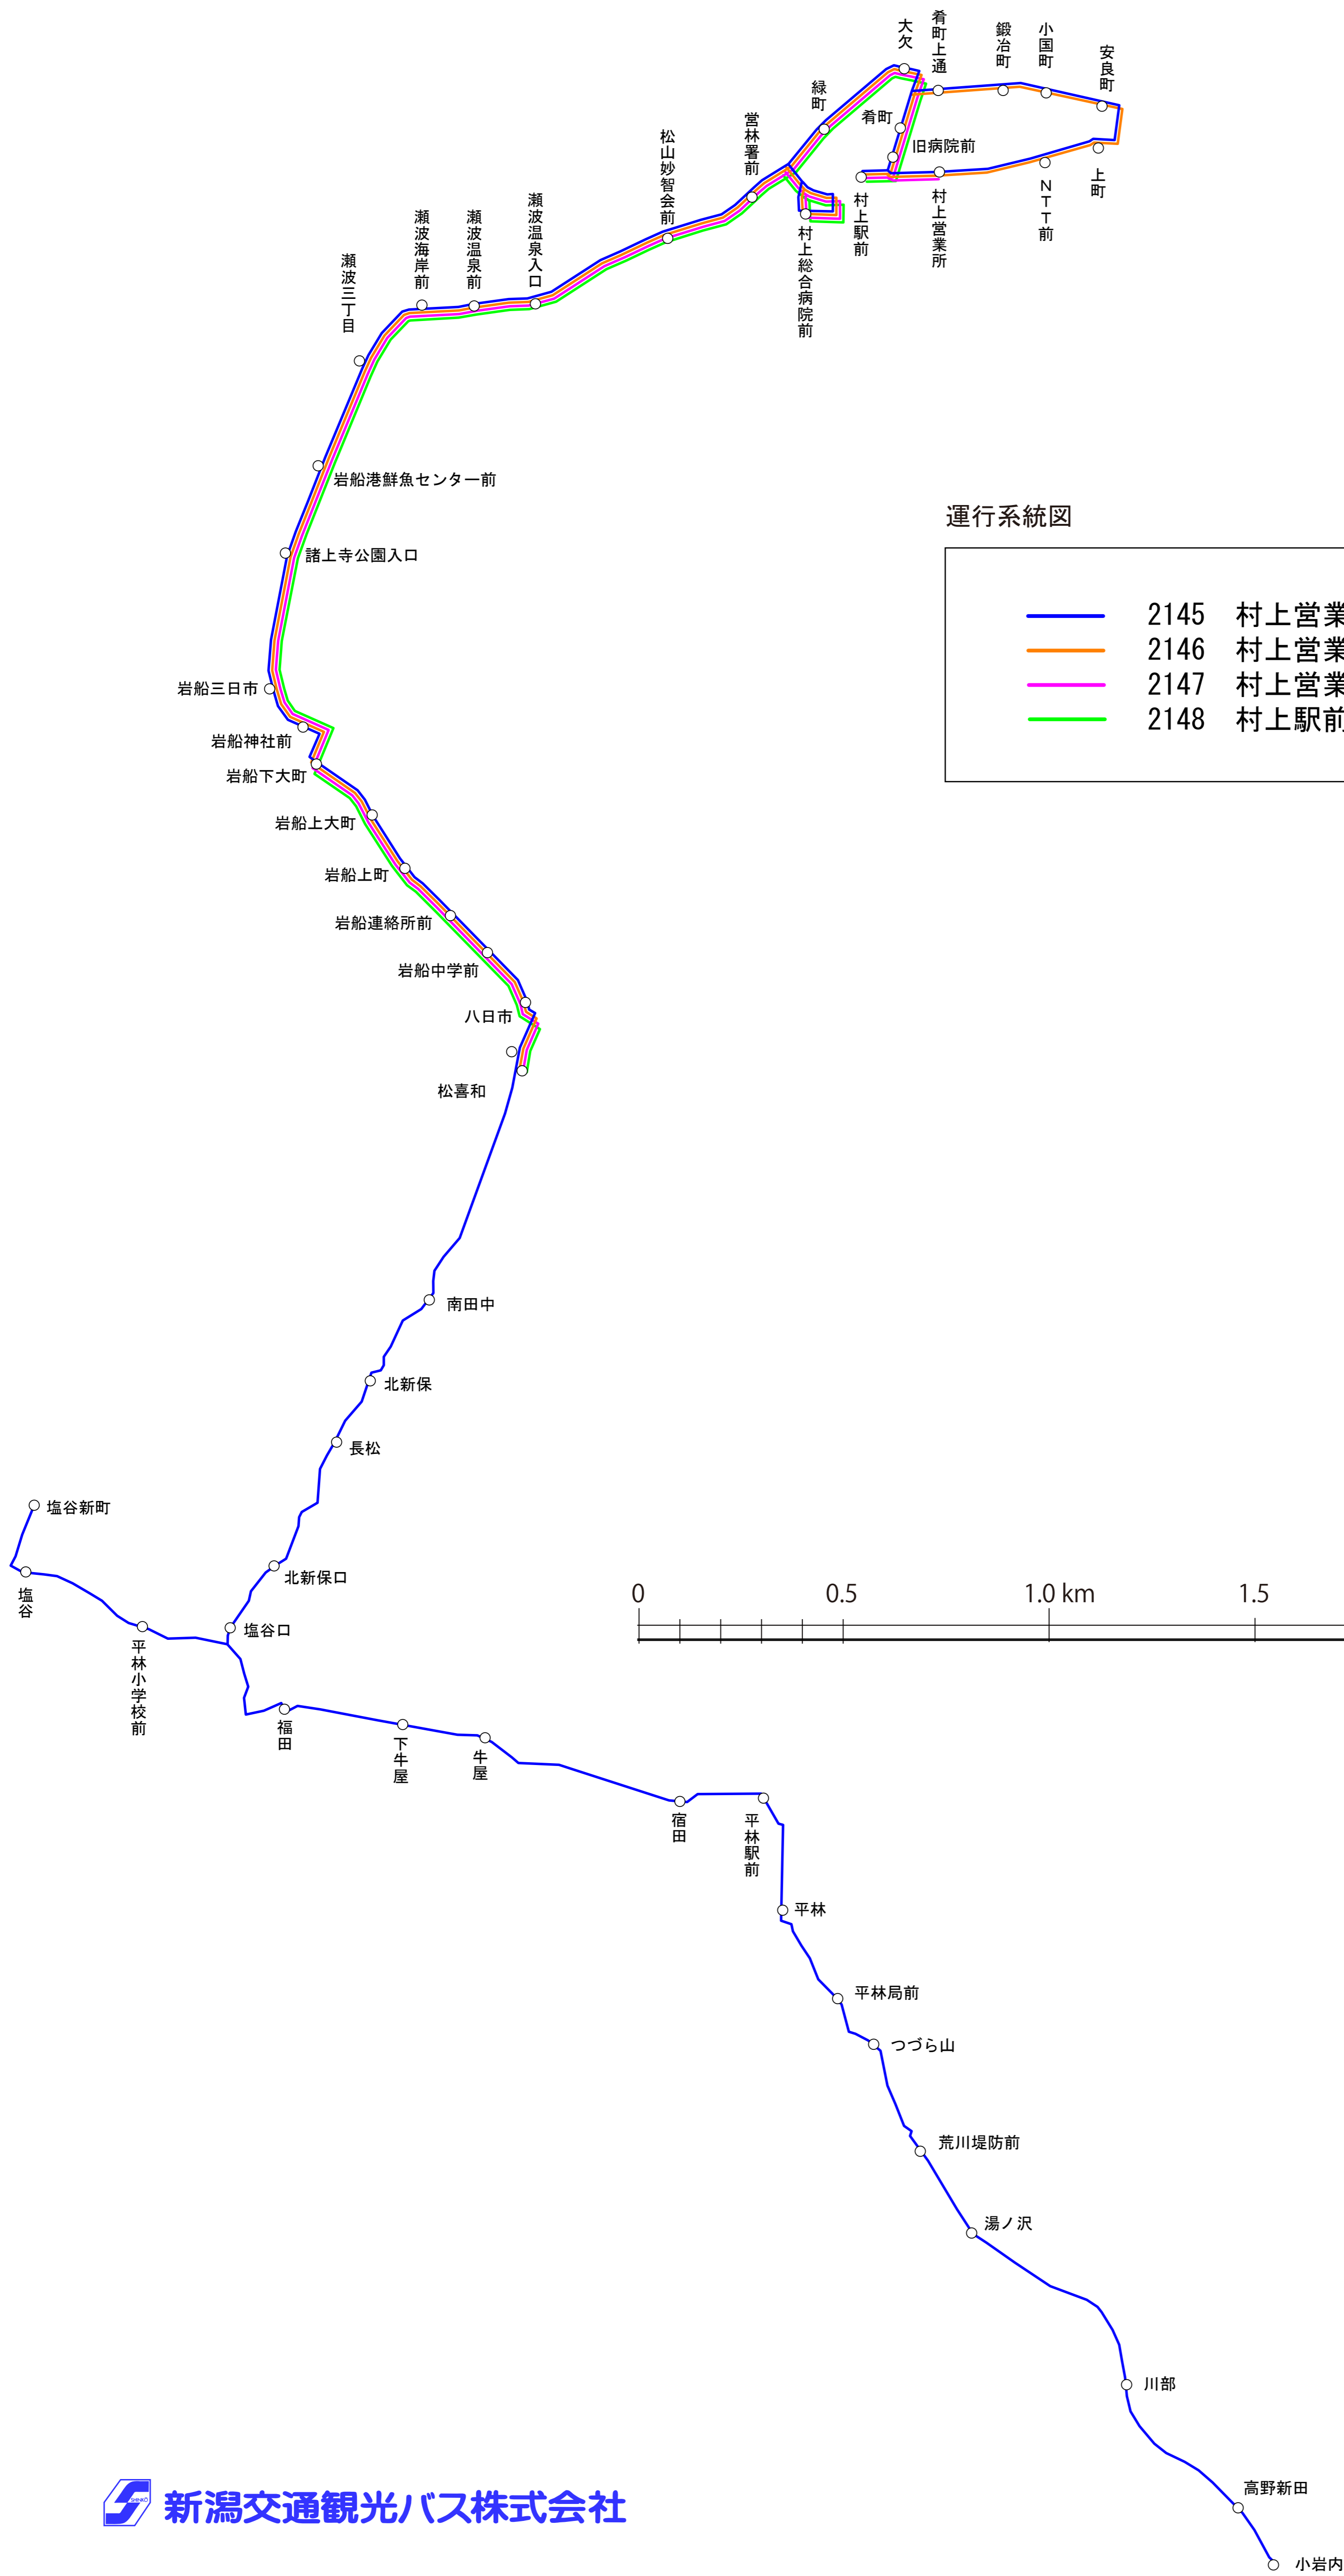 大欠
肴町上通
鍛冶町
小国町
安良町
緑町
肴町
旧病院前
営林署前
松山妙智会前
村上駅前
村上営業所
NTT前
上町
村上総合病院前
瀬波温泉入口
瀬波温泉前
瀬波海岸前
瀬波三丁目
岩船港鮮魚センター前
諸上寺公園入口
運行系統図
2145 村上営業
2146 村上営業
2147 村上営業
2148 村上駅前
岩船三日市
岩船神社前
岩船下大町
岩船上大町
岩船上町
岩船連絡所前
岩船中学前
八日市
松喜和
南田中
北新保
長松
塩谷新町
北新保口
塩谷
塩谷口
平林小学校前
0 0.5 1.0 km 1.5
福田
下牛屋
牛屋
宿田
平林駅前
平林
平林局前
つづら山
荒川堤防前
湯ノ沢
川部
高野新田
小岩内
SHINKO
新潟交通観光バス株式会社